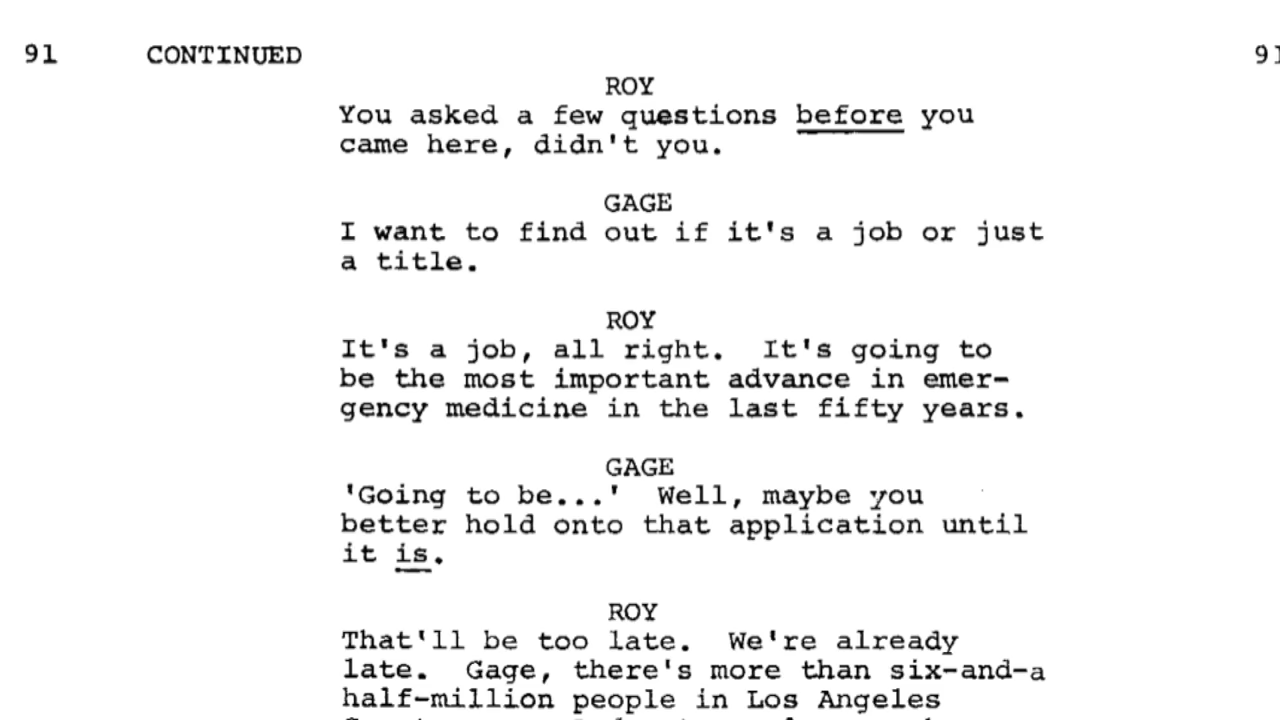 91 CONTINUED 91
ROY
You asked a few questions before you
came here, didn't you.
GAGE
I want to find out if it's a job or just
a title.
ROY
It's a job, all right. It's going to
be the most important advance in emer-
gency medicine in the last fifty years.
GAGE
'Going to be...' Well, maybe you
better hold onto that application until
it is.
ROY
That'll be too late. We're already
late. Gage, there's more than six-and-a
half-million people in Los Angeles